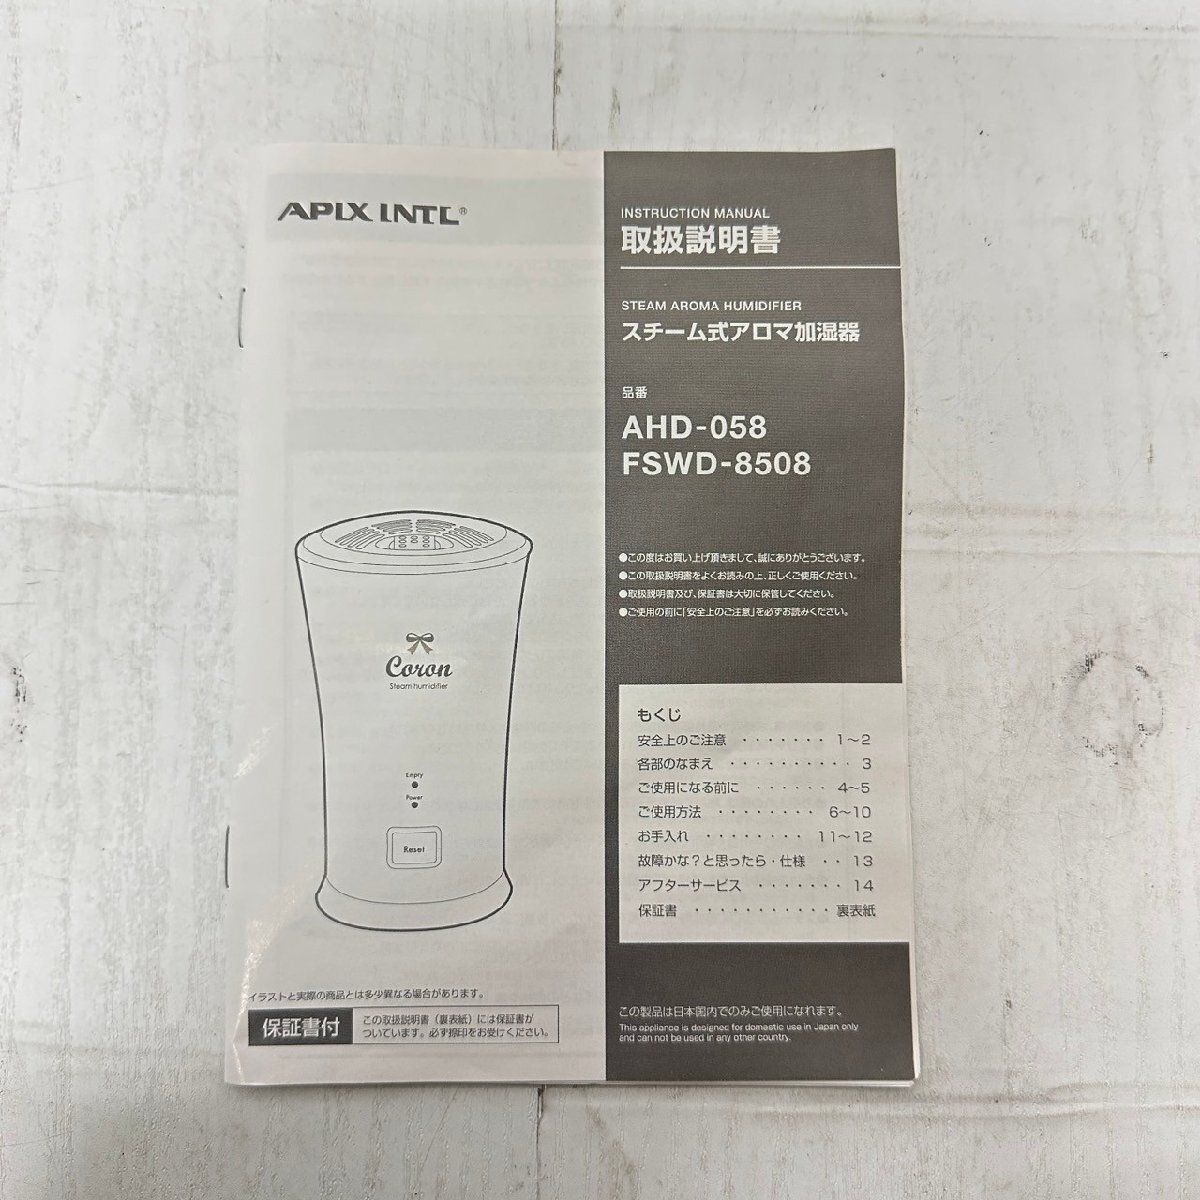 APIX INTL®
INSTRUCTION MANUAL
取扱説明書
STEAM AROMA HUMIDIFIER
スチーム式アロマ加湿器
品番
AHD-058
FSWD-8508
●この度はお買い上げ頂きまして、誠にありがとうございます。
●この取扱説明書をよくお読みの上、正しくご使用ください。
●取扱説明書及び、保証書は大切に保管してください。
●ご使用の前に「安全上のご注意」を必ずお読みください。
Coron
Steam humidifier
Empry
Power
Reset
もくじ
安全上のご注意 ・・・・・・・ 1～2
各部のなまえ ・・・・・・・・・・ 3
ご使用になる前に ・・・・・・ 4～5
ご使用方法 ・・・・・・・・ 6～10
お手入れ ・・・・・・・・ 11～12
故障かな？と思ったら・仕様 ・・ 13
アフターサービス ・・・・・・・ 14
保証書 ・・・・・・・・・・・ 裏表紙
イラストと実際の商品とは多少異なる場合があります。
保証書付
この取扱説明書（裏表紙）には保証書が
ついています。必ず捺印をお受けください。
この製品は日本国内でのみご使用になれます。
This appliance is designed for domestic use in Japan only
and can not be used in any other country.